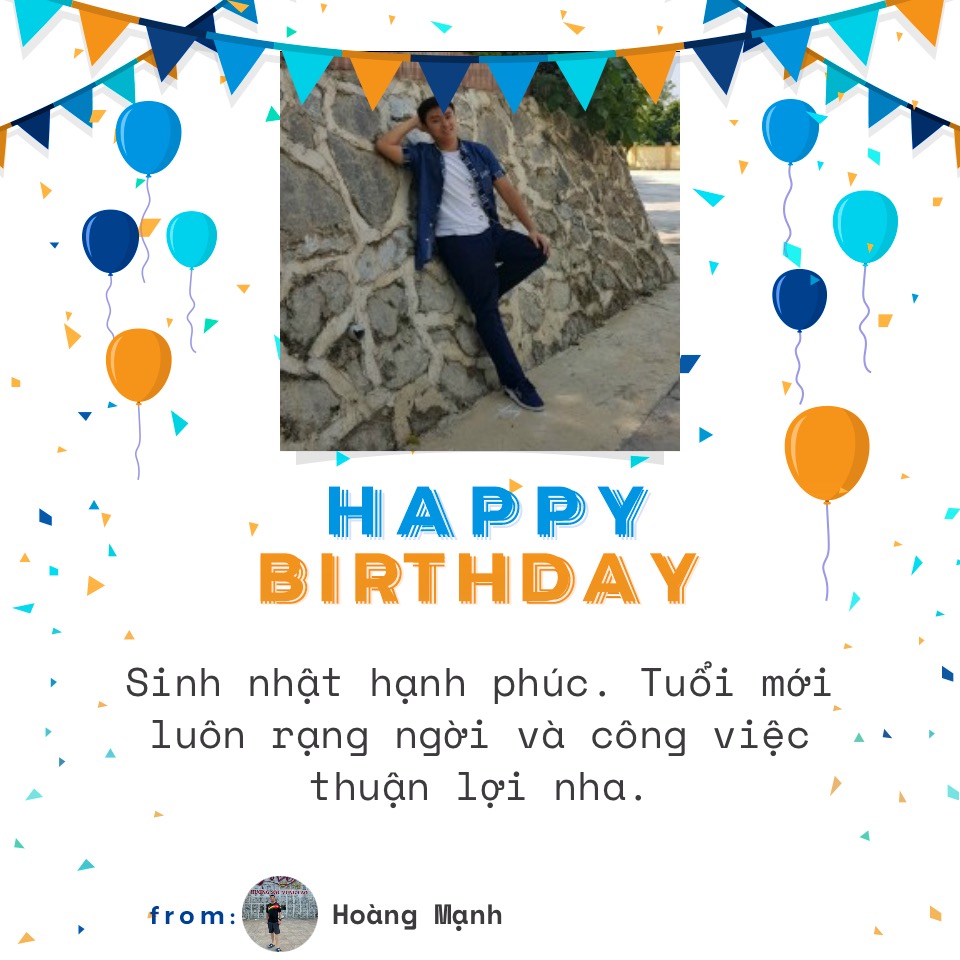 HAPPY
BIRTHDAY
Sinh nhật hạnh phúc. Tuổi mới
luôn rạng ngời và công việc
thuận lợi nha.
from: Hoàng Mạnh